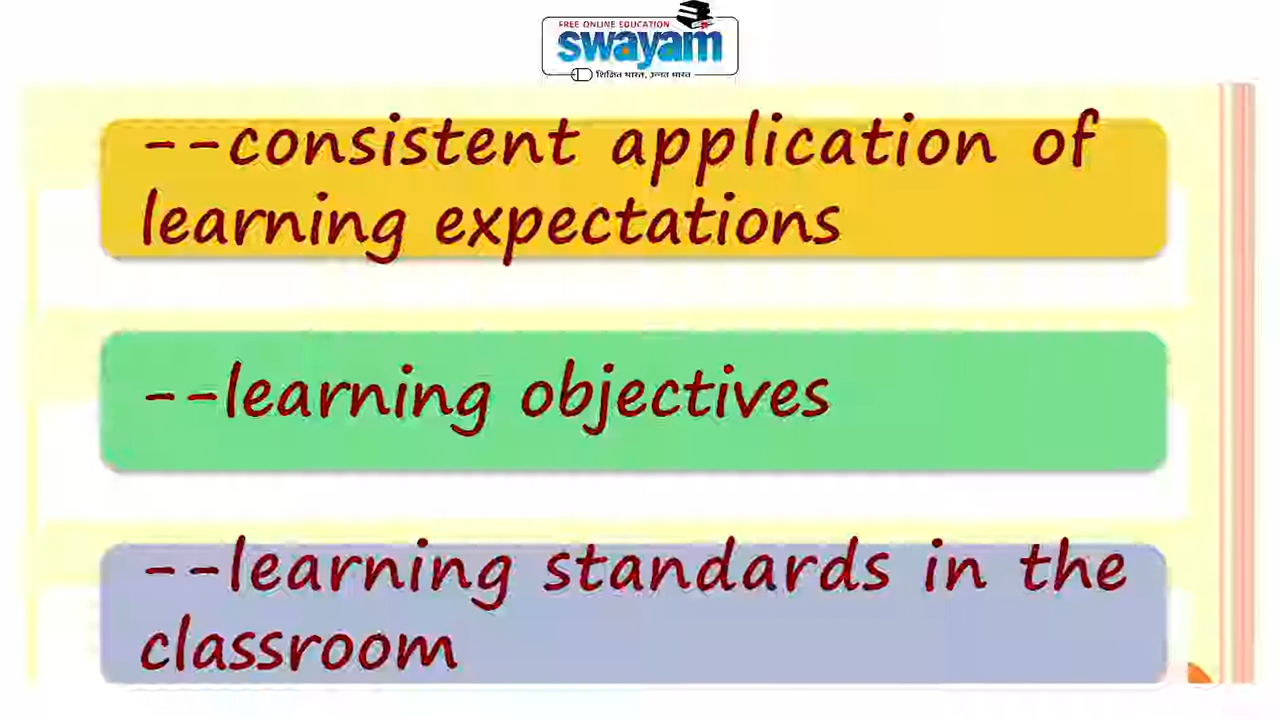 FREE ONLINE EDUCATION
swayam
शिक्षित भारत, उन्नत भारत
--consistent application of
learning expectations
--learning objectives
--learning standards in the
classroom